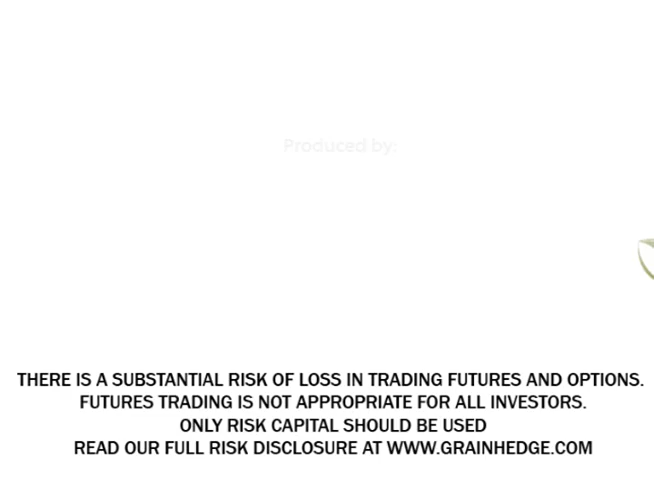 Produced by:
THERE IS A SUBSTANTIAL RISK OF LOSS IN TRADING FUTURES AND OPTIONS.
FUTURES TRADING IS NOT APPROPRIATE FOR ALL INVESTORS.
ONLY RISK CAPITAL SHOULD BE USED
READ OUR FULL RISK DISCLOSURE AT WWW.GRAINHEDGE.COM